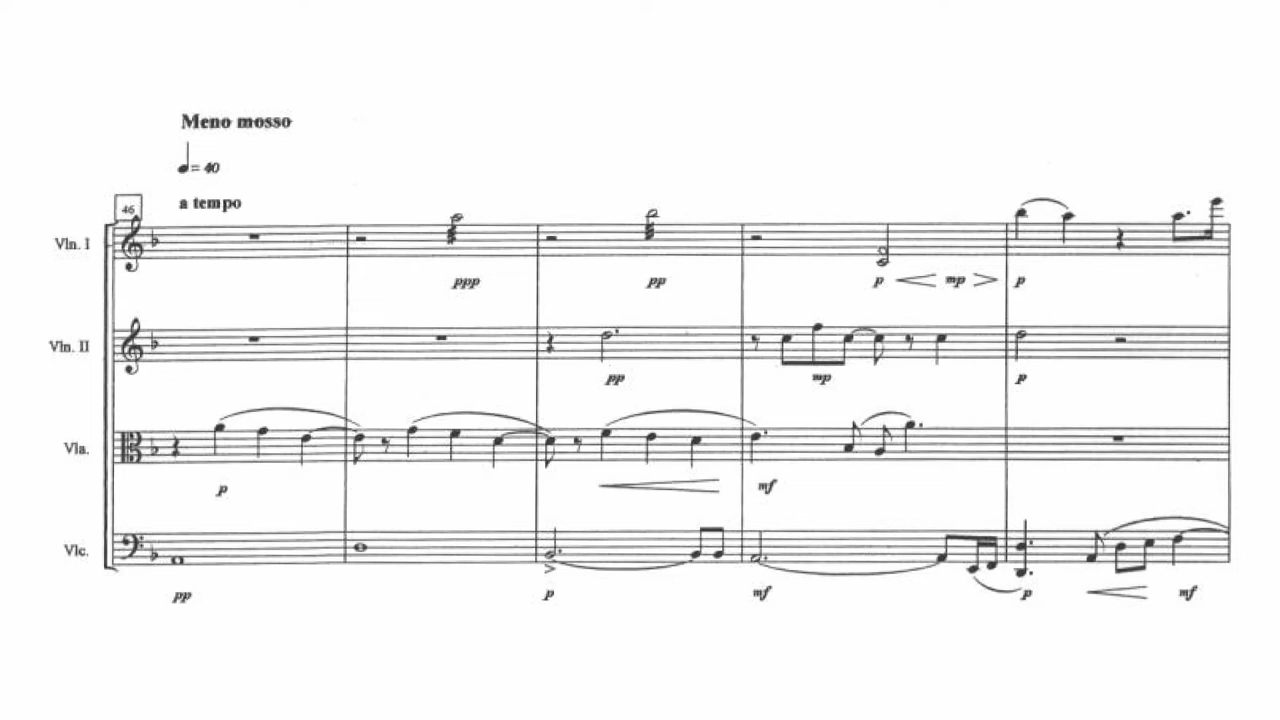 Meno mosso
= 40
46
a tempo
Vln. I
ppp
pp
p
mp
p
Vln. II
pp
mp
p
Vla.
p
mf
Vlc.
pp
p
mf
p
mf